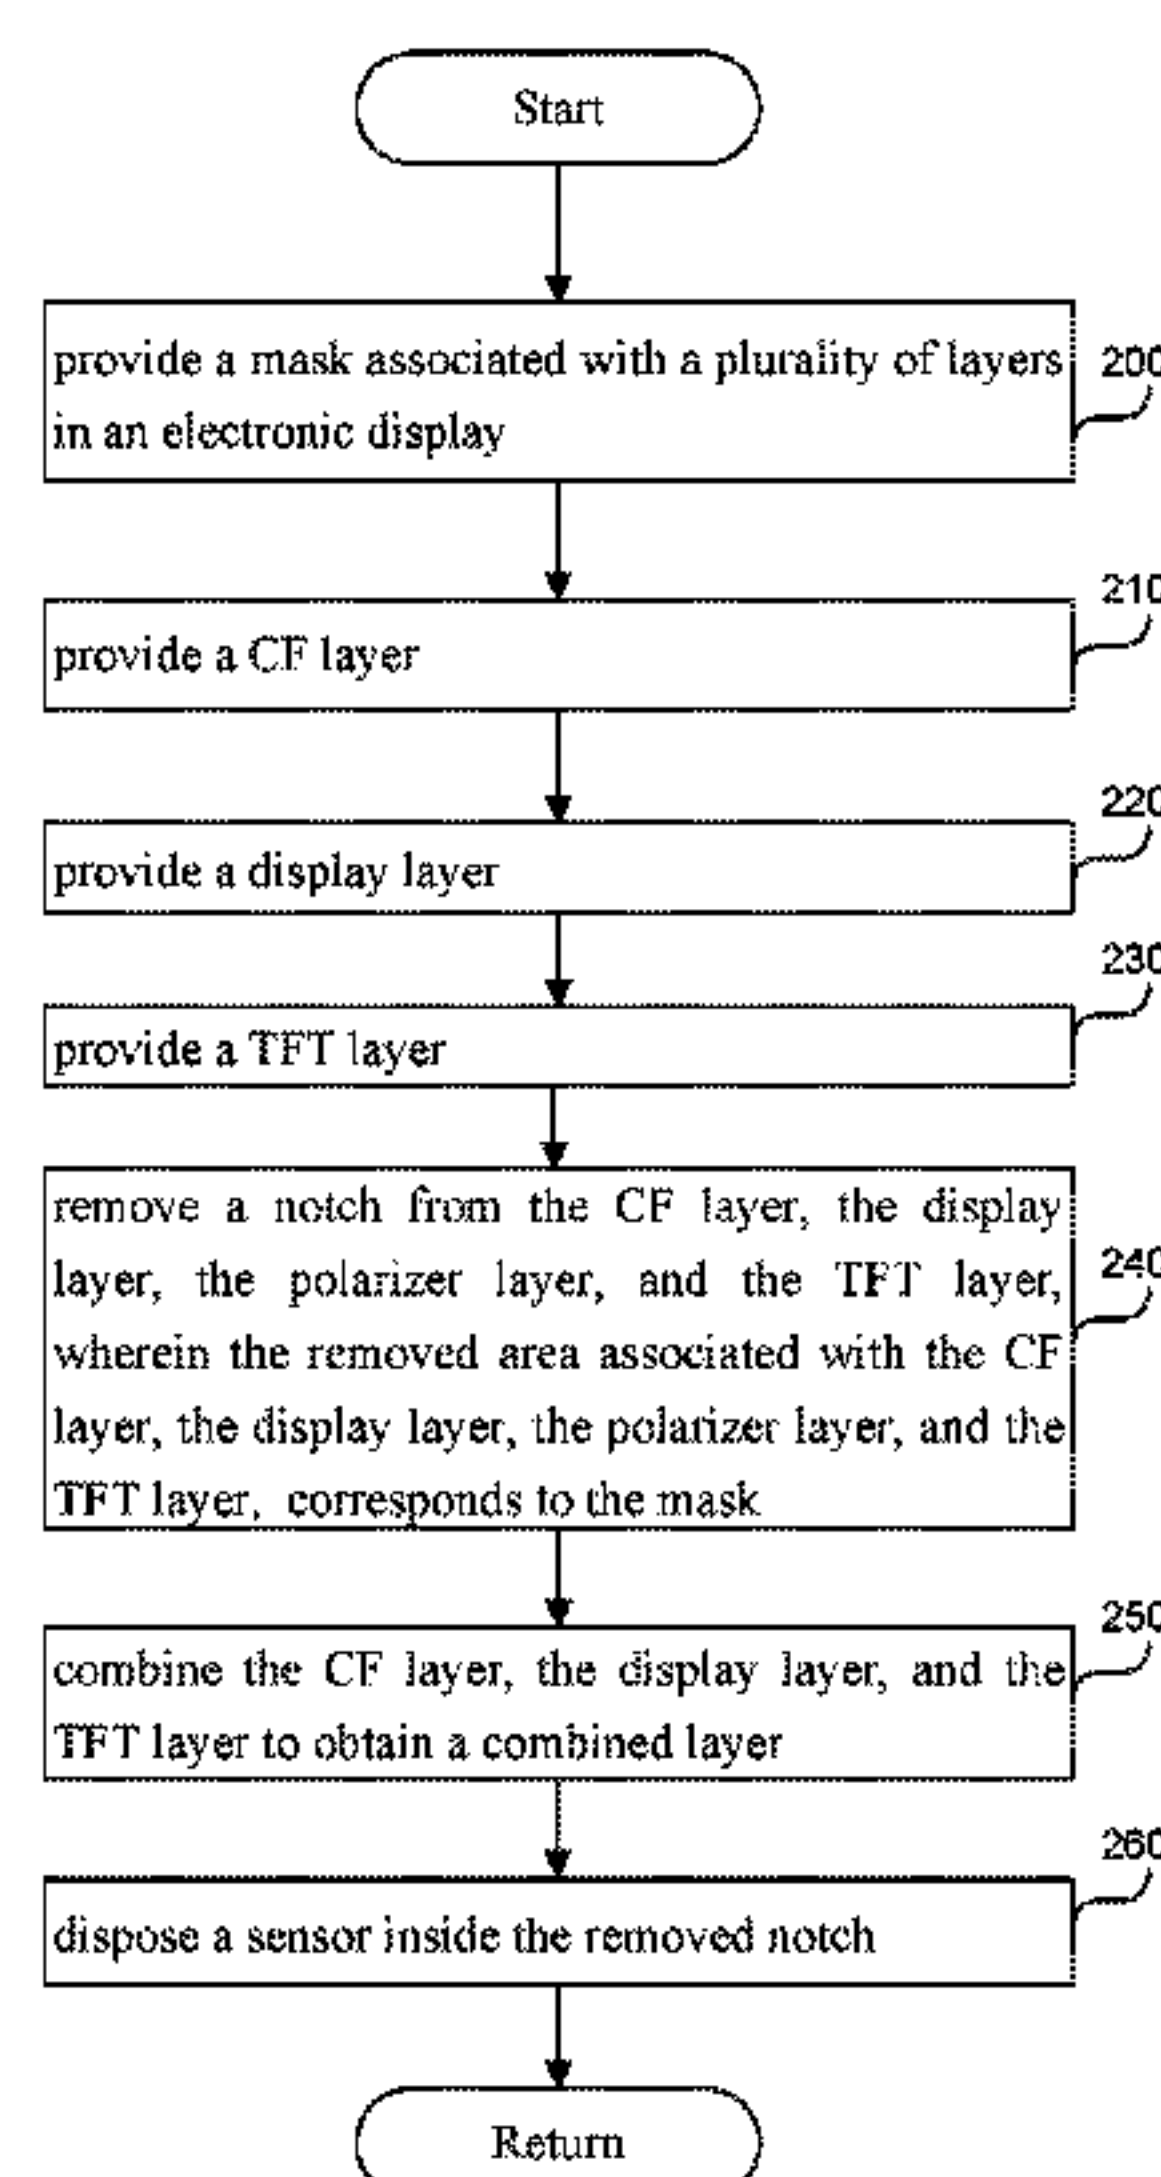 Start
provide a mask associated with a plurality of layers
in an electronic display
200
provide a CF layer
210
provide a display layer
220
provide a TFT layer
230
remove a notch from the CF layer, the display
layer, the polarizer layer, and the TFT layer,
wherein the removed area associated with the CF
layer, the display layer, the polarizer layer, and the
TFT layer, corresponds to the mask
240
combine the CF layer, the display layer, and the
TFT layer to obtain a combined layer
250
dispose a sensor inside the removed notch
260
Return